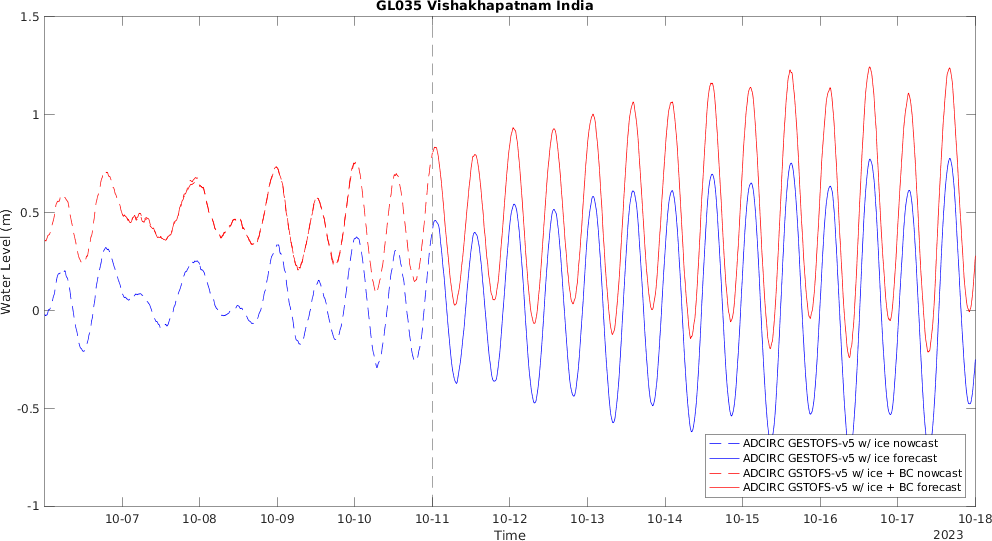 GL035 Vishakhapatnam India
1.5
1
0.5
0
-0.5
-1
Water Level (m)
10-07 10-08 10-09 10-10 10-11 10-12 10-13 10-14 10-15 10-16 10-17 10-18
Time
2023
ADCIRC GESTOFS-v5 w/ ice nowcast
ADCIRC GESTOFS-v5 w/ ice forecast
ADCIRC GSTOFS-v5 w/ ice + BC nowcast
ADCIRC GSTOFS-v5 w/ ice + BC forecast